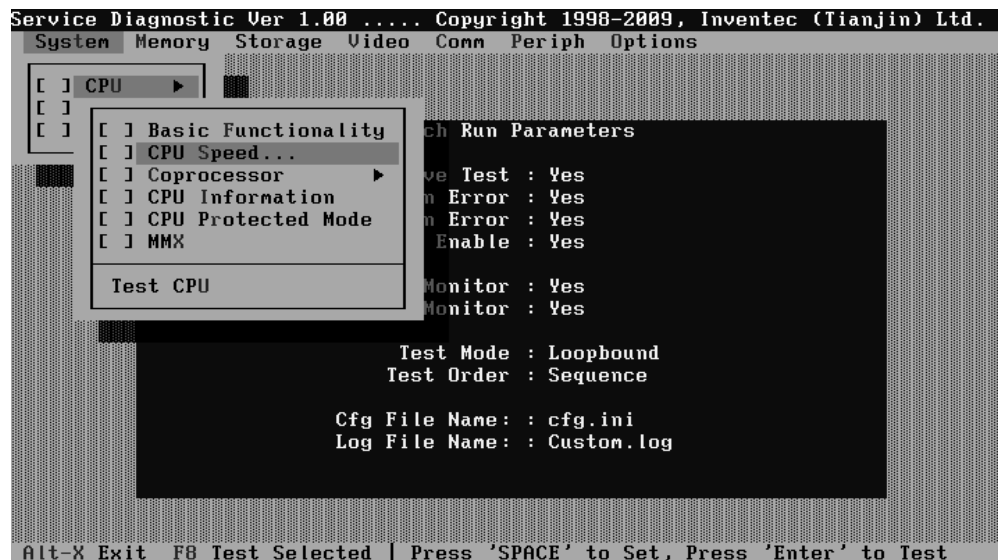 Service Diagnostic Ver 1.00 ..... Copyright 1998-2009, Inventec (Tianjin) Ltd.
System Memory Storage Video Comm Periph Options
[ ] CPU ►
[ ]
[ ]
[ ] Basic Functionality
[ ] CPU Speed...
[ ] Coprocessor ►
[ ] CPU Information
[ ] CPU Protected Mode
[ ] MMX
Test CPU
ch Run Parameters
ve Test : Yes
n Error : Yes
n Error : Yes
Enable : Yes
Monitor : Yes
Monitor : Yes
Test Mode : Loopbound
Test Order : Sequence
Cfg File Name: : cfg.ini
Log File Name: : Custom.log
Alt-X Exit F8 Test Selected | Press 'SPACE' to Set, Press 'Enter' to Test